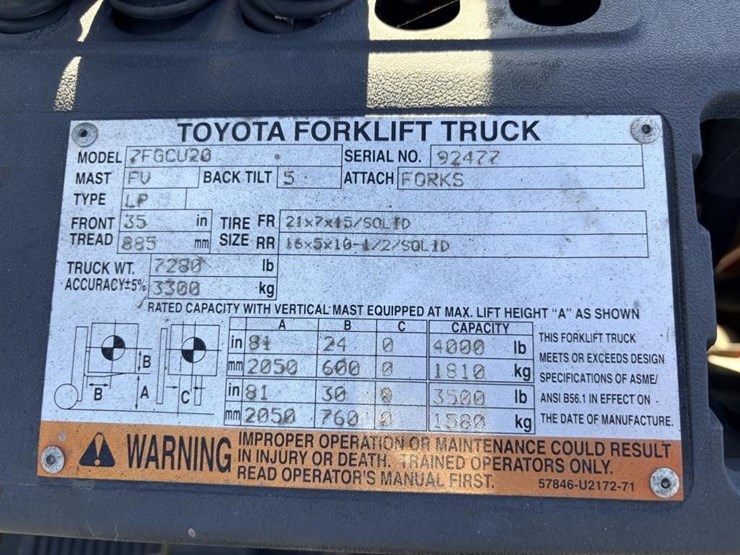 TOYOTA FORKLIFT TRUCK
MODEL 7FGCU20 SERIAL NO. 92477
MAST FV BACK TILT 5 ATTACH FORKS
TYPE LP
FRONT TREAD 35 in TIRE SIZE FR 21x7x15/SOLID
885 mm RR 16x5x10-1/2/SOLID
TRUCK WT. 7280 lb
ACCURACY±5% 3300 kg
RATED CAPACITY WITH VERTICAL MAST EQUIPPED AT MAX. LIFT HEIGHT "A" AS SHOWN
A B C CAPACITY
in 81 24 0 4000 lb
mm 2050 600 0 1810 kg
in 81 30 0 3500 lb
mm 2050 760 0 1580 kg
B B A C
THIS FORKLIFT TRUCK
MEETS OR EXCEEDS DESIGN
SPECIFICATIONS OF ASME/
ANSI B56.1 IN EFFECT ON
THE DATE OF MANUFACTURE.
WARNING
IMPROPER OPERATION OR MAINTENANCE COULD RESULT
IN INJURY OR DEATH. TRAINED OPERATORS ONLY.
READ OPERATOR'S MANUAL FIRST.
57846-U2172-71